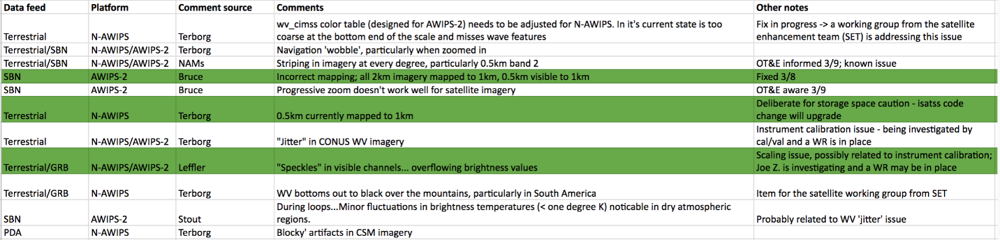 Data feed Platform Comment source Comments Other notes
wv_cimss color table (designed for AWIPS-2) needs to be adjusted for N-AWIPS. In it's current state is too Fix in progress -> a working group from the satellite
Terrestrial N-AWIPS Terborg coarse at the bottom end of the scale and misses wave features enhancement team (SET) is addressing this issue
Terrestrial/SBN N-AWIPS/AWIPS-2 Terborg Navigation 'wobble', particularly when zoomed in
Terrestrial/SBN N-AWIPS/AWIPS-2 NAMs Striping in imagery at every degree, particularly 0.5km band 2 OT&E informed 3/9; known issue
SBN AWIPS-2 Bruce Incorrect mapping; all 2km imagery mapped to 1km, 0.5km visible to 1km Fixed 3/8
SBN AWIPS-2 Bruce Progressive zoom doesn't work well for satellite imagery OT&E aware 3/9
Deliberate for storage space caution - isatss code
Terrestrial N-AWIPS Terborg 0.5km currently mapped to 1km change will upgrade
Instrument calibration issue - being investigated by
Terrestrial N-AWIPS/AWIPS-2 Terborg "Jitter" in CONUS WV imagery cal/val and a WR is in place
Scaling issue, possibly related to instrument calibration;
Terrestrial/GRB N-AWIPS/AWIPS-2 Leffler "Speckles" in visible channels... overflowing brightness values Joe Z. is investigating and a WR may be in place
Terrestrial/GRB N-AWIPS Terborg WV bottoms out to black over the mountains, particularly in South America Item for the satellite working group from SET
During loops...Minor fluctuations in brightness temperatures (< one degree K) noticable in dry atmospheric
SBN AWIPS-2 Stout regions. Probably related to WV 'jitter' issue
PDA N-AWIPS Terborg Blocky' artifacts in CSM imagery